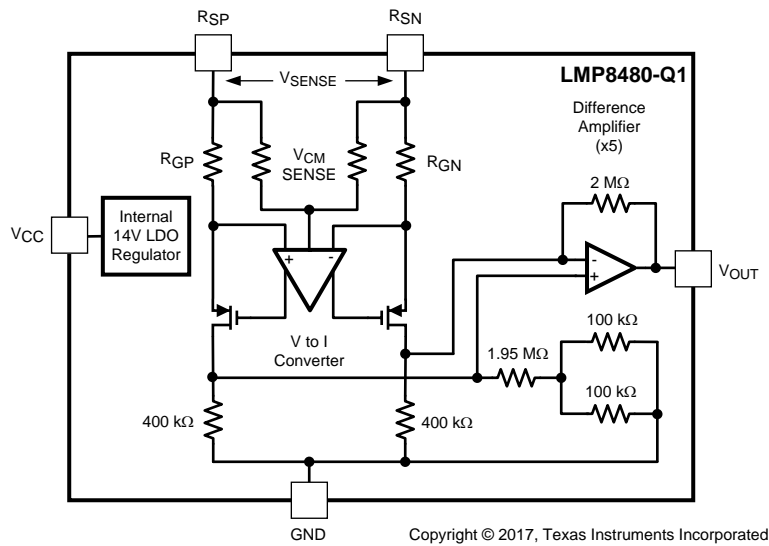 RSP
RSN
VSENSE
LMP8480-Q1
Difference
Amplifier
(x5)
RGP
VCM
SENSE
RGN
2 MΩ
VCC
Internal
14V LDO
Regulator
+
-
-
+
VOUT
V to I
Converter
1.95 MΩ
100 kΩ
100 kΩ
400 kΩ
400 kΩ
GND
Copyright © 2017, Texas Instruments Incorporated